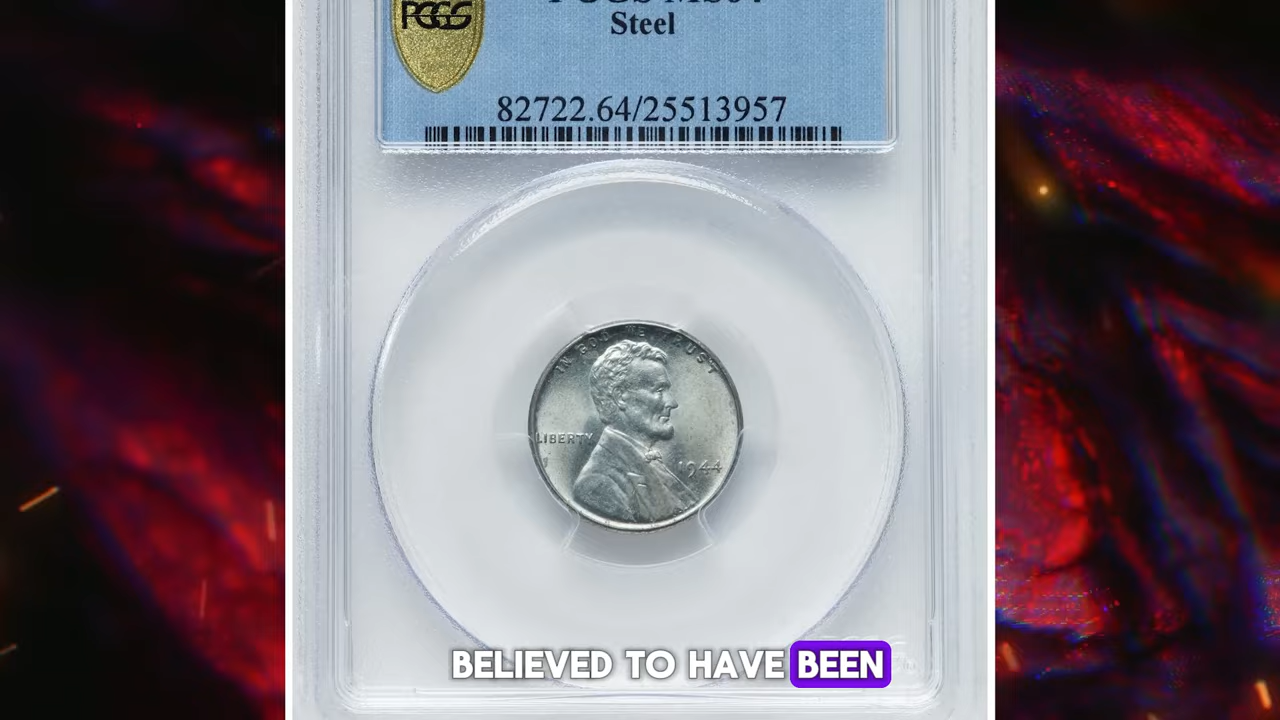 PCGS
Steel
82722.64/25513957
IN GOD WE TRUST
LIBERTY
1944
BELIEVED TO HAVE BEEN